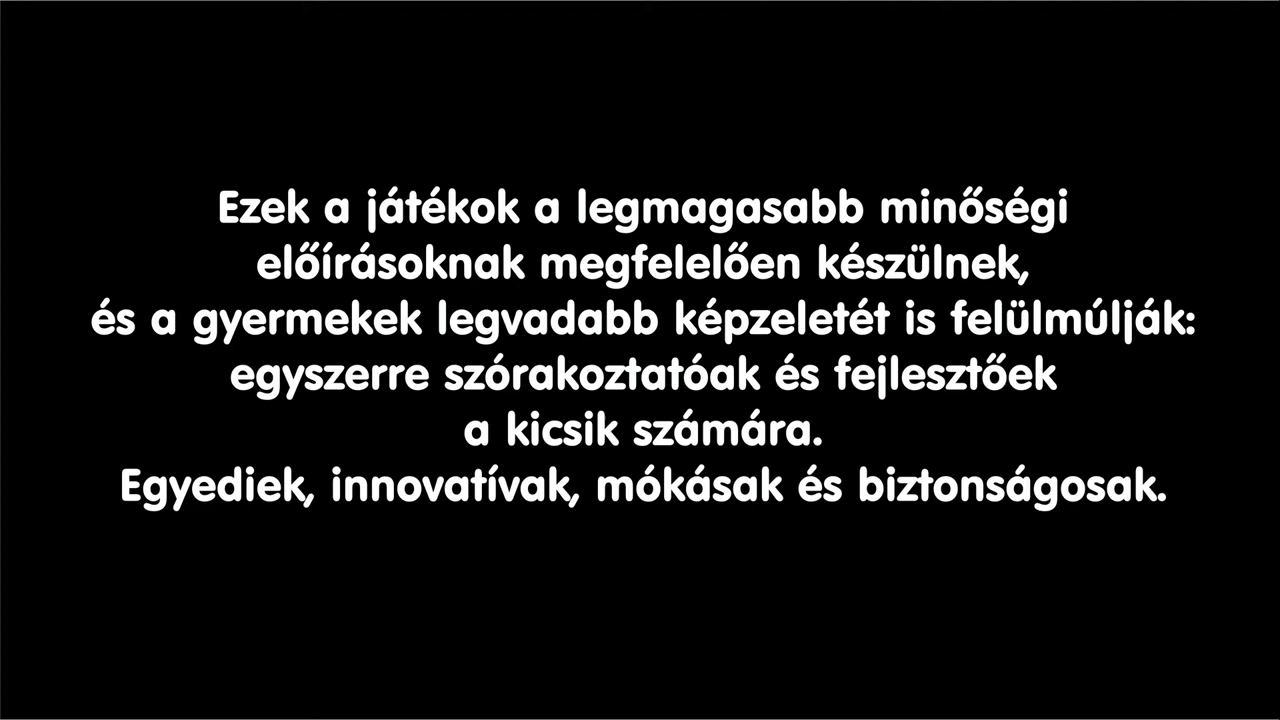 Ezek a játékok a legmagasabb minőségi
előírásoknak megfelelően készülnek,
és a gyermekek legvadabb képzeletét is felülmúlják:
egyszerre szórakoztatóak és fejlesztőek
a kicsik számára.
Egyediek, innovatívak, mókásak és biztonságosak.